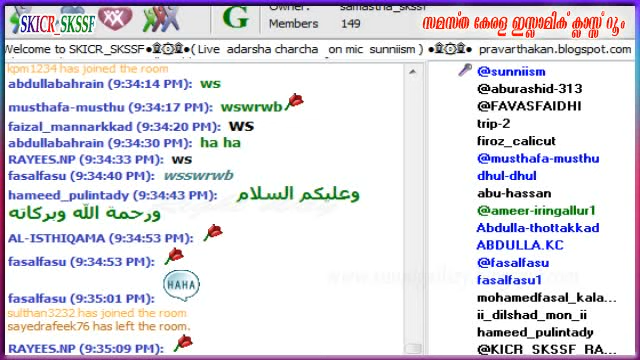 SKICR_SKSSF
G
Owner samastha_skssf
Members 149
സമസ്ത കേരള ഇസ്ലാമിക് ക്ലാസ്സ് റൂം
Welcome to SKICR_SKSSF●۩۞۩●( Live adarsha charcha on mic sunniism ) ●۩۞۩● pravarthakan.blogspot.com
kpm1234 has joined the room
abdullabahrain (9:34:14 PM): ws
musthafa-musthu (9:34:17 PM): wswrwb
faizal_mannarkkad (9:34:20 PM): ws
abdullabahrain (9:34:30 PM): ha ha
RAYEES.NP (9:34:33 PM): ws
fasalfasu (9:34:40 PM): wsswrwb
hameed_pulintady (9:34:43 PM): وعليكم السلام
ورحمة الله وبركاته
AL-ISTHIQAMA (9:34:53 PM):
fasalfasu (9:34:53 PM):
HAHA
fasalfasu (9:35:01 PM):
sulthan3232 has joined the room
sayedrafeek76 has left the room.
RAYEES.NP (9:35:09 PM):
@sunniism
@aburashid-313
@FAVASFAIDHI
trip-2
firoz_calicut
@musthafa-musthu
dhul-dhul
abu-hassan
@ameer-iringallur1
Abdulla-thottakkad
ABDULLA.KC
@fasalfasu
fasalfasu1
mohamedfasal_kala...
ii_dilshad_mon_ii
hameed_pulintady
@KICR_SKSSF_RA...